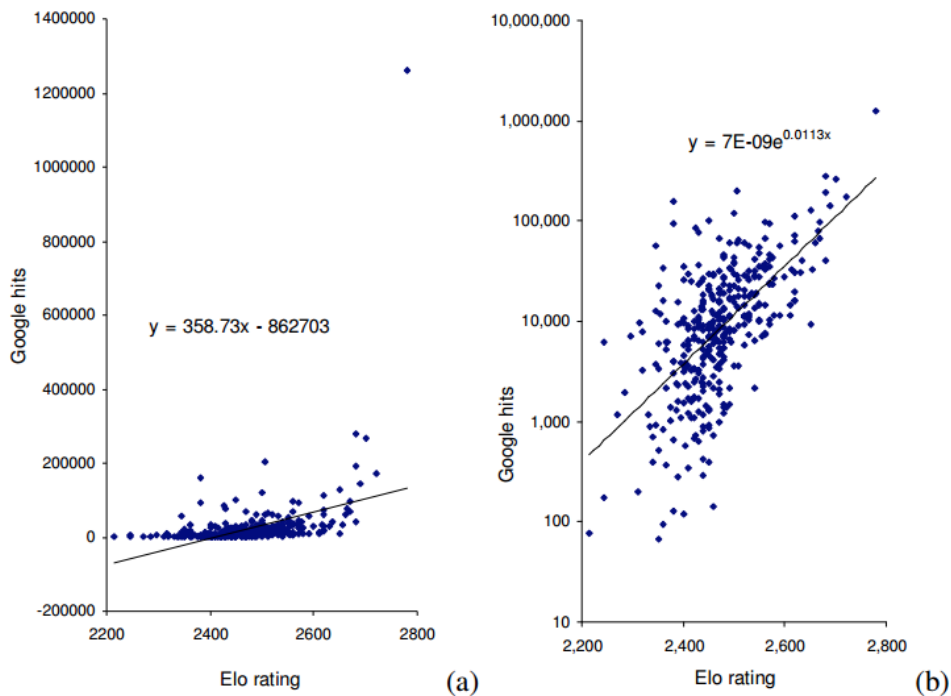 1400000
1200000
1000000
800000
600000
400000
200000
0
-200000
Google hits
y = 358.73x - 862703
2200 2400 2600 2800
Elo rating
(a)
10,000,000
1,000,000
100,000
10,000
1,000
100
10
Google hits
y = 7E-09e^0.0113x
2,200 2,400 2,600 2,800
Elo rating
(b)